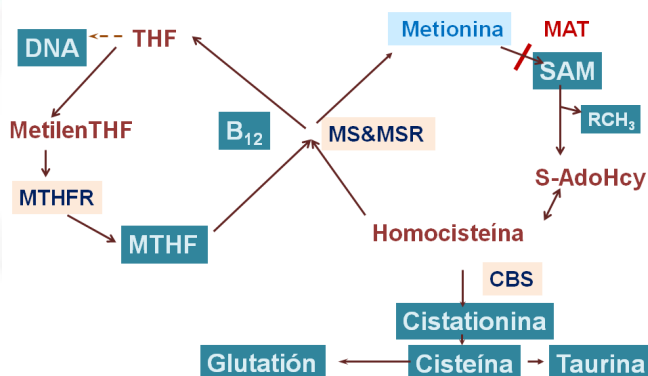 DNA
THF
Metionina
MAT
SAM
RCH₃
MetilenTHF
B₁₂
MS&MSR
S-AdoHcy
MTHFR
MTHF
Homocisteína
CBS
Cistationina
Glutatión
Cisteína
Taurina